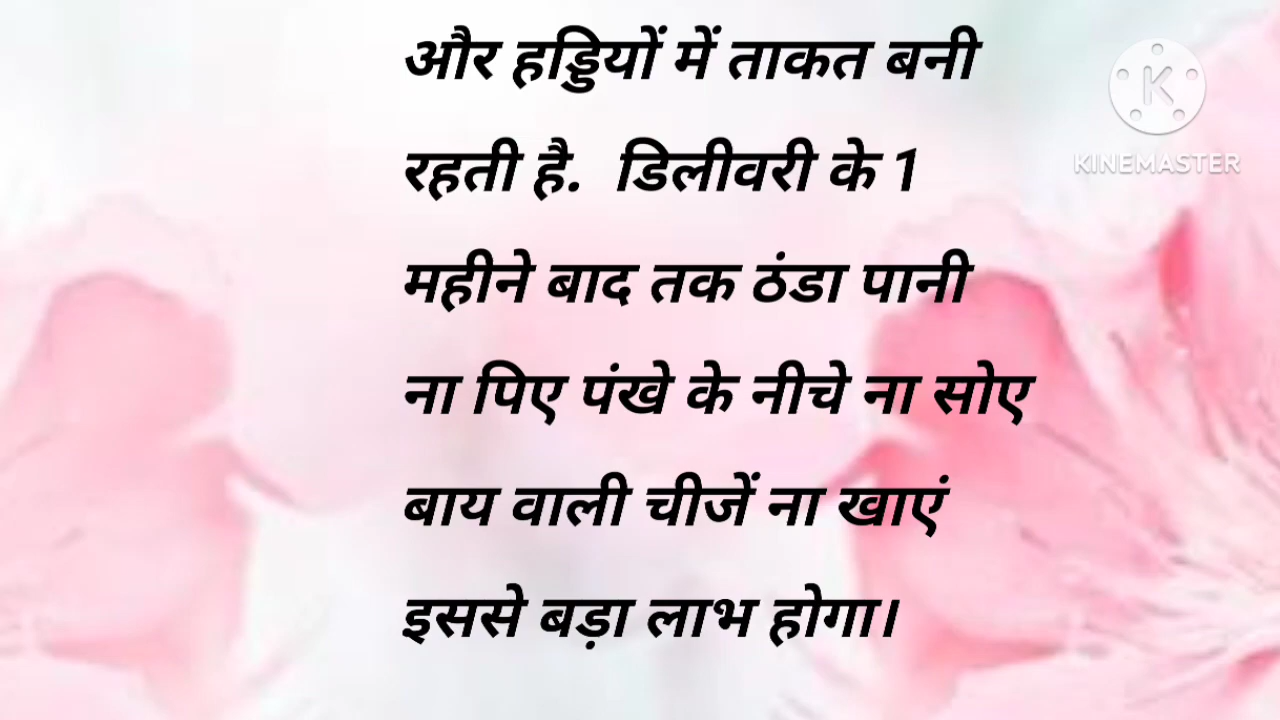 और हड्डियों में ताकत बनी
रहती है. डिलीवरी के 1
महीने बाद तक ठंडा पानी
ना पिए पंखे के नीचे ना सोए
बाय वाली चीजें ना खाएं
इससे बड़ा लाभ होगा।
K
KINEMASTER